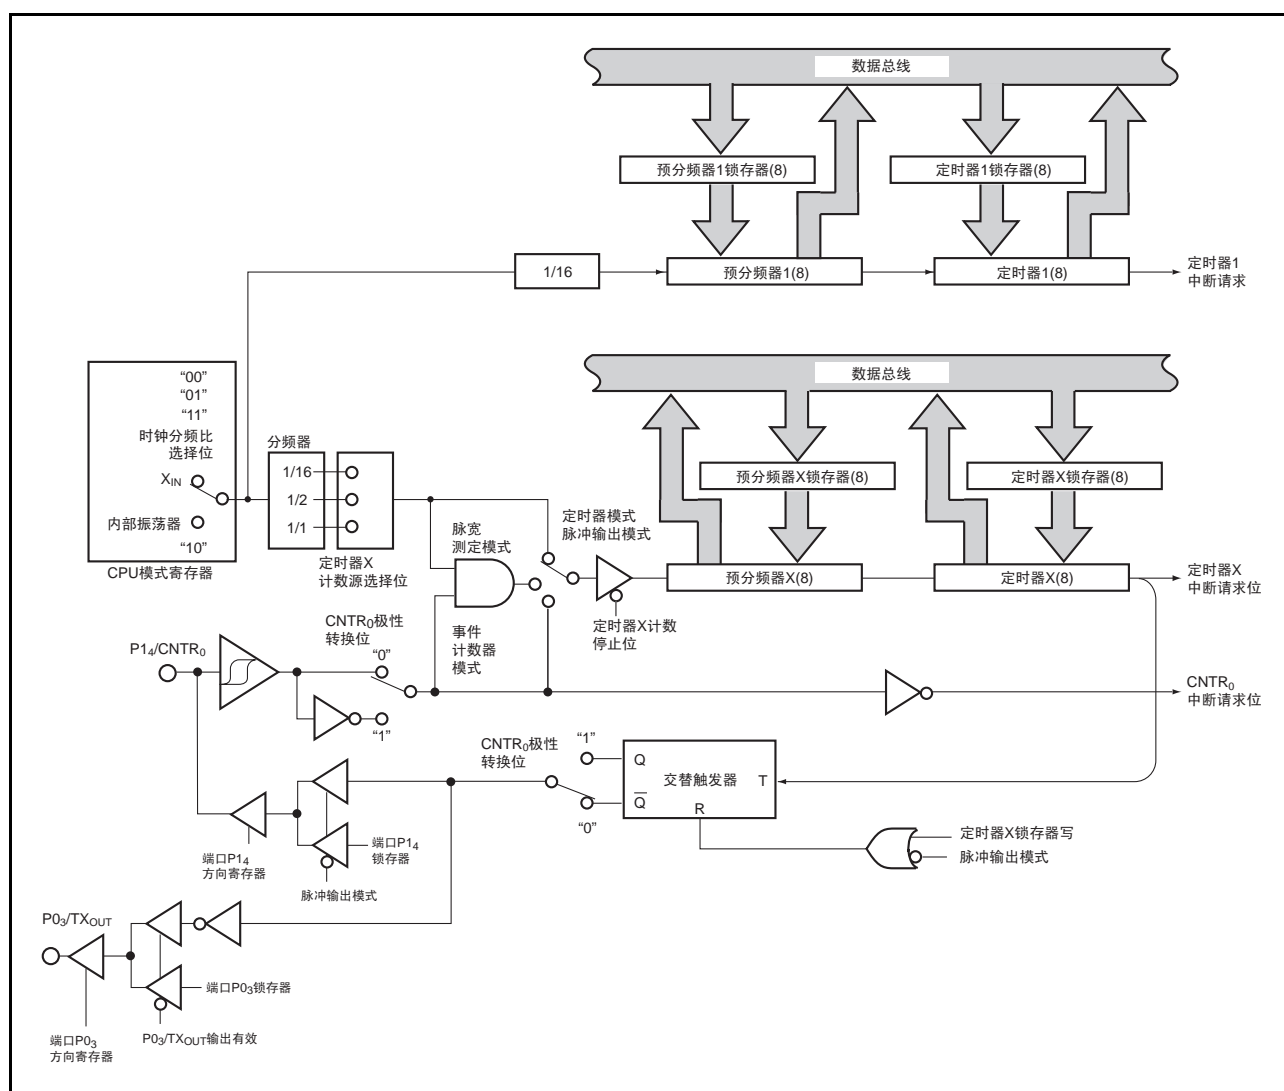 数据总线
预分频器1锁存器(8)
定时器1锁存器(8)
1/16
预分频器1(8)
定时器1(8)
定时器1
中断请求
数据总线
“00”
“01”
“11”
时钟分频比
选择位
XIN
内部振荡器
“10”
CPU模式寄存器
分频器
1/16
1/2
1/1
定时器X
计数源选择位
脉宽
测定模式
定时器模式
脉冲输出模式
预分频器X锁存器(8)
定时器X锁存器(8)
预分频器X(8)
定时器X(8)
定时器X
中断请求位
定时器X计数
停止位
事件
计数器
模式
CNTR0极性
转换位
P14/CNTR0
“0”
“1”
CNTR0
中断请求位
CNTR0极性
转换位
“1”
“0”
Q
Q̅
交替触发器
T
R
定时器X锁存器写
脉冲输出模式
端口P14
方向寄存器
端口P14
锁存器
脉冲输出模式
P03/TXOUT
端口P03锁存器
端口P03
方向寄存器
P03/TXOUT输出有效